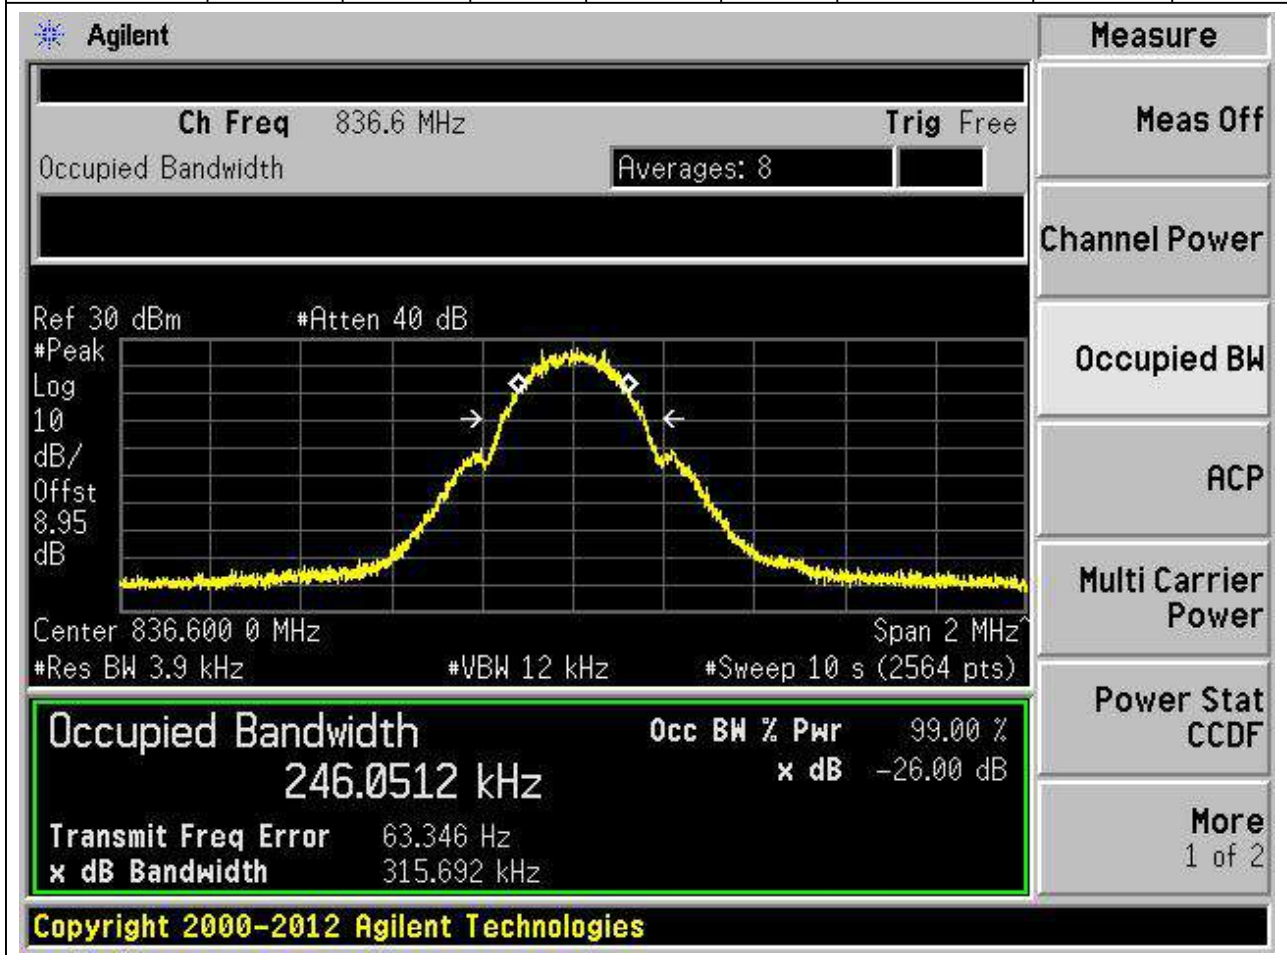 Agilent
Measure
Ch Freq 836.6 MHz Trig Free
Occupied Bandwidth Averages: 8
Meas Off
Channel Power
Occupied BW
ACP
Multi Carrier
Power
Power Stat
CCDF
More
1 of 2
Ref 30 dBm #Atten 40 dB
#Peak
Log
10
dB/
Offst
8.95
dB
Center 836.600 0 MHz Span 2 MHz^
#Res BW 3.9 kHz #VBW 12 kHz #Sweep 10 s (2564 pts)
Occupied Bandwidth Occ BW % Pwr 99.00 %
246.0512 kHz x dB -26.00 dB
Transmit Freq Error 63.346 Hz
x dB Bandwidth 315.692 kHz
Copyright 2000-2012 Agilent Technologies